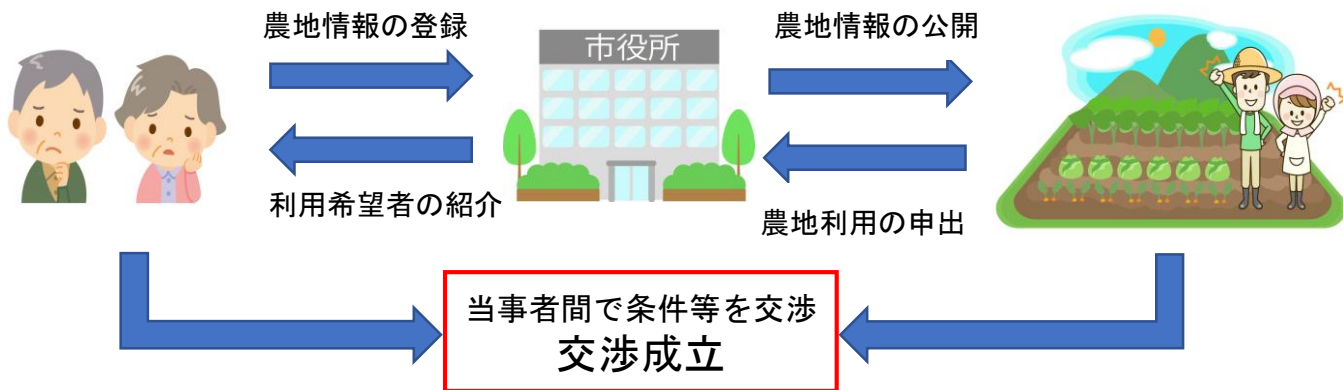 農地情報の登録
市役所
農地情報の公開
利用希望者の紹介
農地利用の申出
当事者間で条件等を交渉
交渉成立